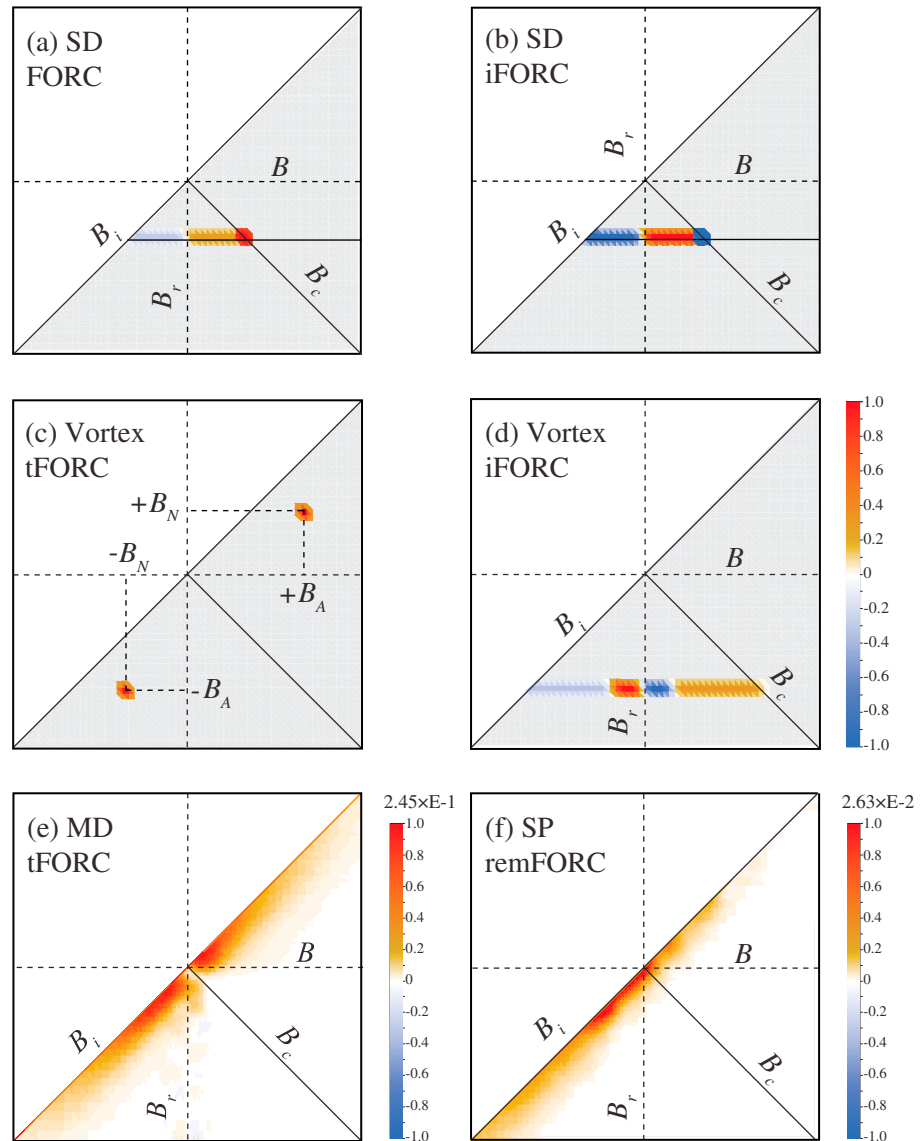 (a) SD
FORC
B
B_i
B_r
B_c
(b) SD
iFORC
B_r
B
B_i
B_c
(c) Vortex
tFORC
+B_N
-B_N
+B_A
-B_A
(d) Vortex
iFORC
B
B_i
B_r
B_c
1.0
0.8
0.6
0.4
0.2
0
-0.2
-0.4
-0.6
-0.8
-1.0
(e) MD
tFORC
B
B_i
B_c
B_r
2.45×E-1
1.0
0.8
0.6
0.4
0.2
0
-0.2
-0.4
-0.6
-0.8
-1.0
(f) SP
remFORC
B
B_i
B_c
B_r
2.63×E-2
1.0
0.8
0.6
0.4
0.2
0
-0.2
-0.4
-0.6
-0.8
-1.0